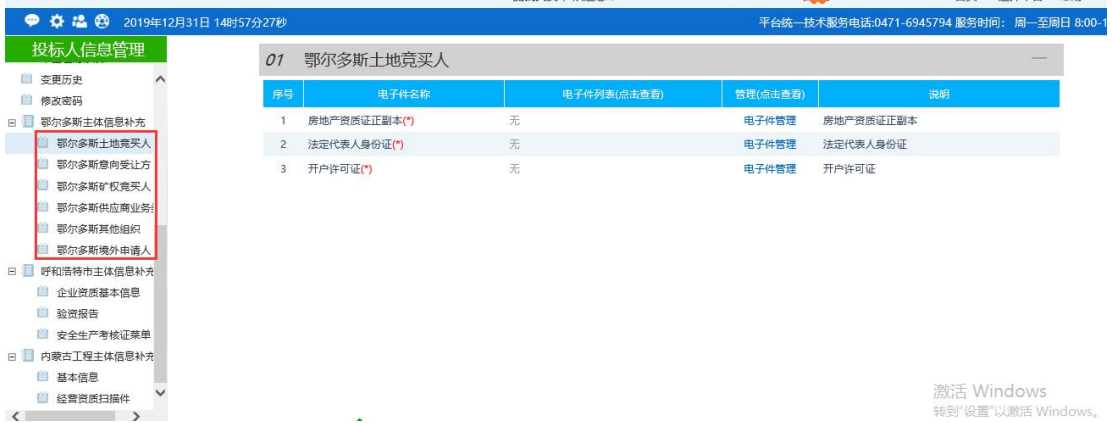 2019年12月31日 14时57分27秒
平台统一技术服务电话:0471-6945794 服务时间： 周一至周日 8:00-1
投标人信息管理
变更历史
修改密码
鄂尔多斯主体信息补充
鄂尔多斯土地竞买人
鄂尔多斯意向受让方
鄂尔多斯矿权竞买人
鄂尔多斯供应商业务
鄂尔多斯其他组织
鄂尔多斯境外申请人
呼和浩特市主体信息补充
企业资质基本信息
验资报告
安全生产考核证菜单
内蒙古工程主体信息补充
基本信息
经营资质扫描件
01 鄂尔多斯土地竞买人
序号 电子件名称 电子件列表(点击查看) 管理(点击查看) 说明
1 房地产资质证正副本(*) 无 电子件管理 房地产资质证正副本
2 法定代表人身份证(*) 无 电子件管理 法定代表人身份证
3 开户许可证(*) 无 电子件管理 开户许可证
激活 Windows
转到"设置"以激活 Windows。